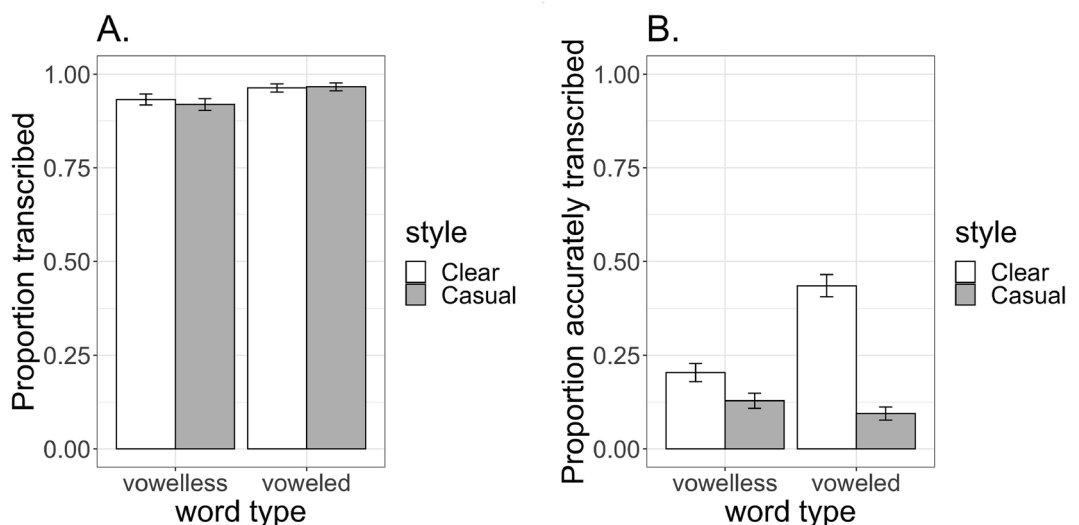 A.
Proportion transcribed
1.00
0.75
0.50
0.25
0.00
vowelless voweled
word type
style
Clear
Casual
B.
Proportion accurately transcribed
1.00
0.75
0.50
0.25
0.00
vowelless voweled
word type
style
Clear
Casual